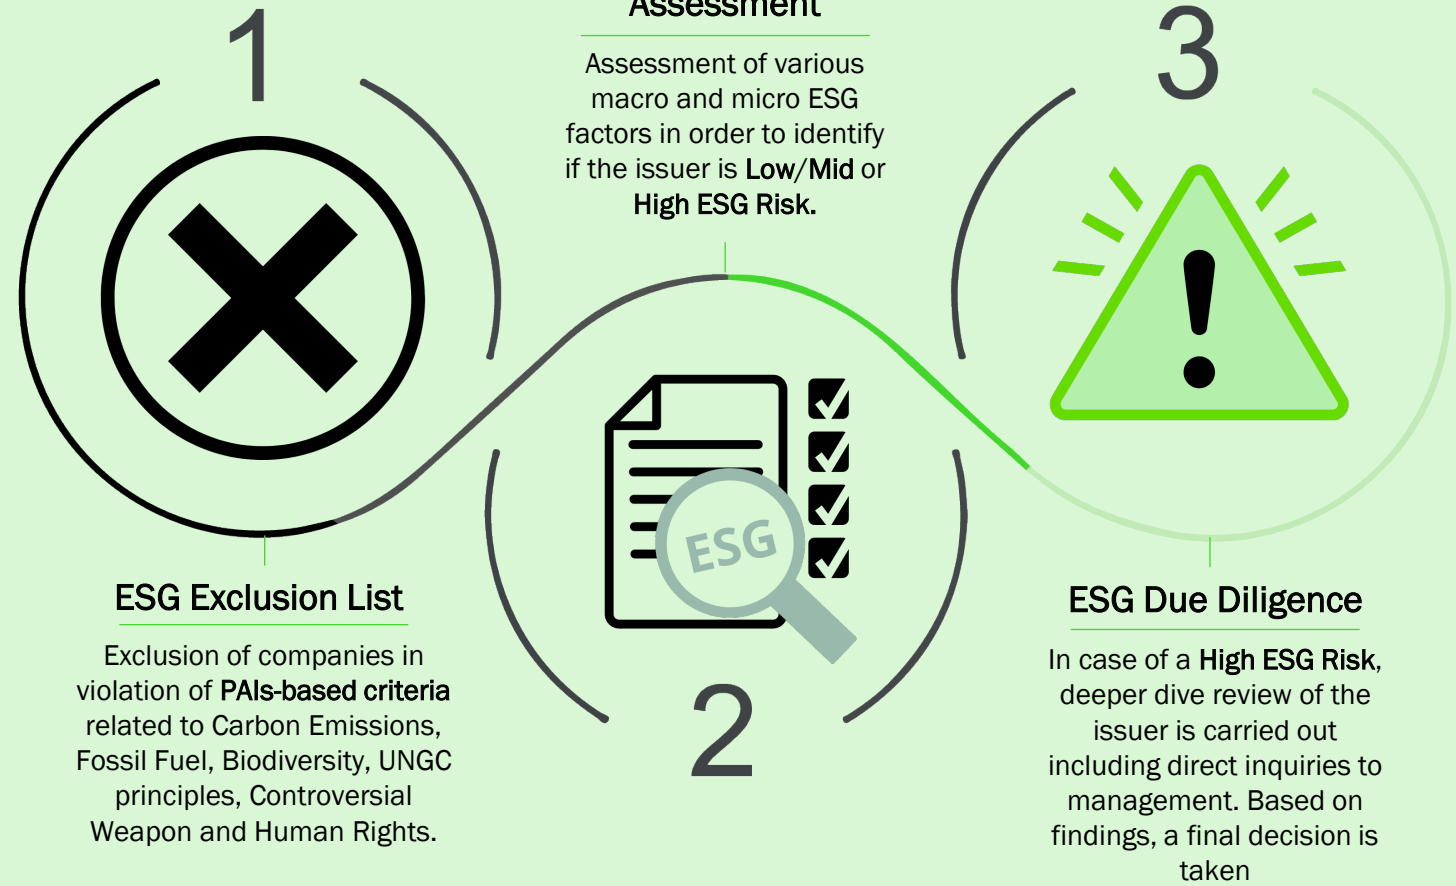 1
ESG Exclusion List
Exclusion of companies in
violation of PAIs-based criteria
related to Carbon Emissions,
Fossil Fuel, Biodiversity, UNGC
principles, Controversial
Weapon and Human Rights.
Assessment
Assessment of various
macro and micro ESG
factors in order to identify
if the issuer is Low/Mid or
High ESG Risk.
ESG
2
3
ESG Due Diligence
In case of a High ESG Risk,
deeper dive review of the
issuer is carried out
including direct inquiries to
management. Based on
findings, a final decision is
taken